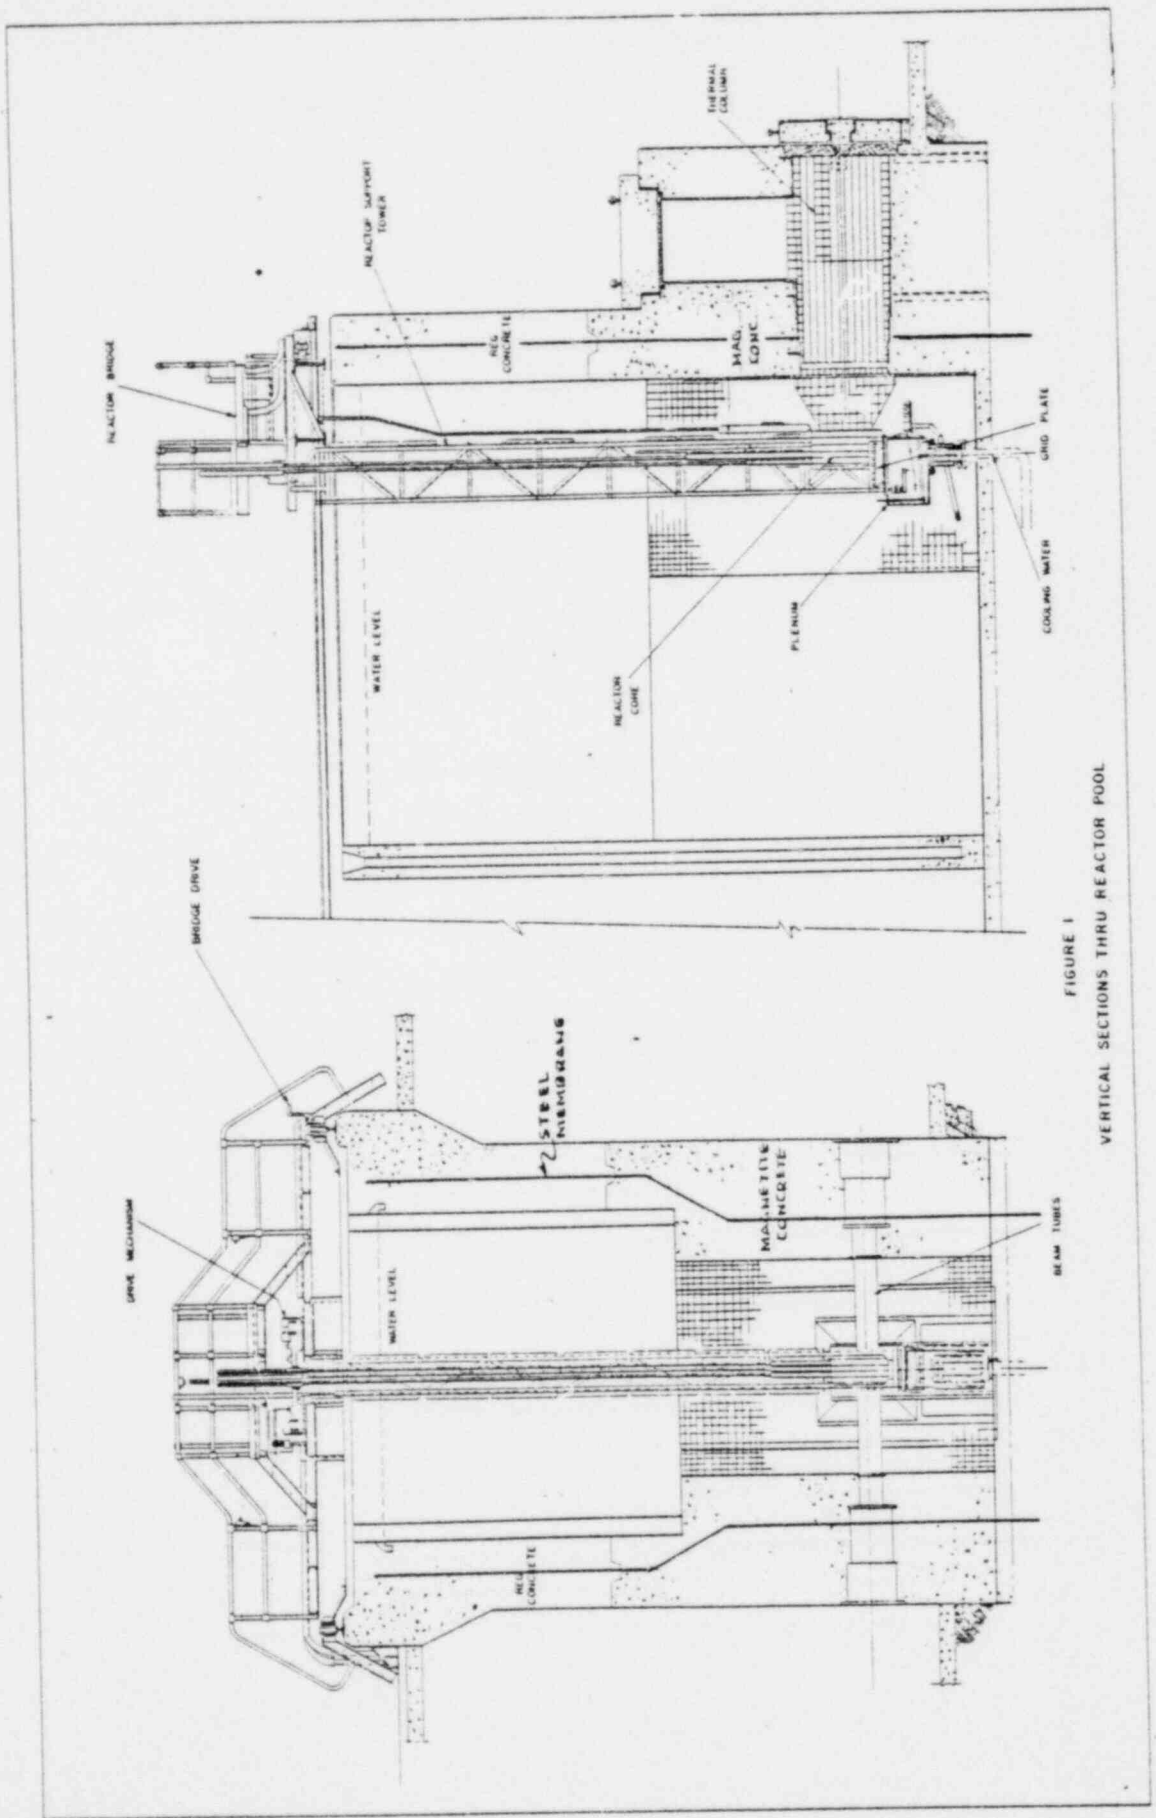 DRIVE MECHANISM
BRIDGE DRIVE
WATER LEVEL
STEEL
MEMBRANG
REG.
CONCRETE
MAGNETITE
CONCRETE
BEAM TUBES
REACTOR BRIDGE
REACTOR SUPPORT
TOWER
WATER LEVEL
REG
CONCRETE
MAG.
CONC.
THERMAL
COLUMN
REACTOR
CORE
PLENUM
COOLING WATER
GRID PLATE
FIGURE 1
VERTICAL SECTIONS THRU REACTOR POOL